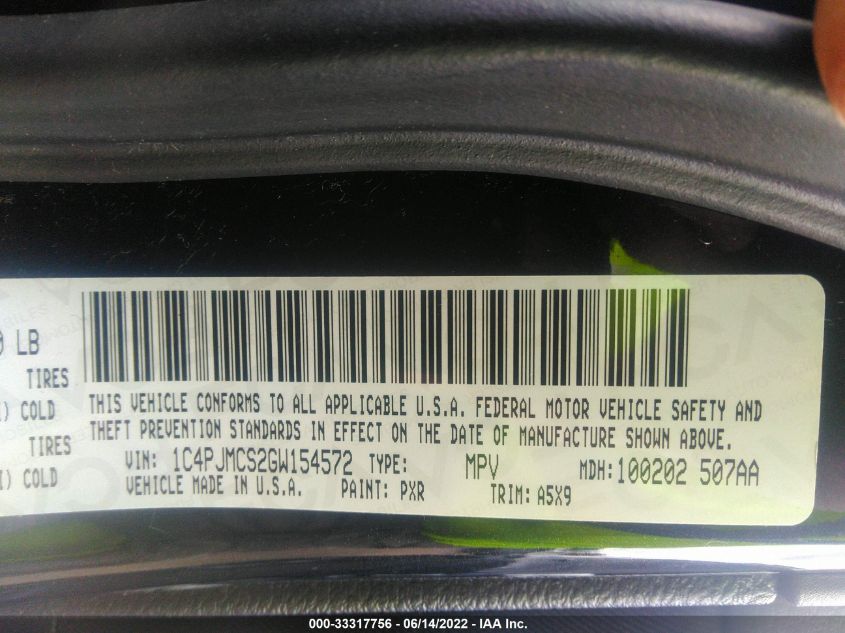 LB
TIRES
COLD
TIRES
COLD
THIS VEHICLE CONFORMS TO ALL APPLICABLE U.S.A. FEDERAL MOTOR VEHICLE SAFETY AND
THEFT PREVENTION STANDARDS IN EFFECT ON THE DATE OF MANUFACTURE SHOWN ABOVE.
VIN: 1C4PJMCS2GW154572 TYPE: MPV MDH:100202 507AA
VEHICLE MADE IN U.S.A. PAINT: PXR TRIM: A5X9
000-33317756 - 06/14/2022 - IAA Inc.